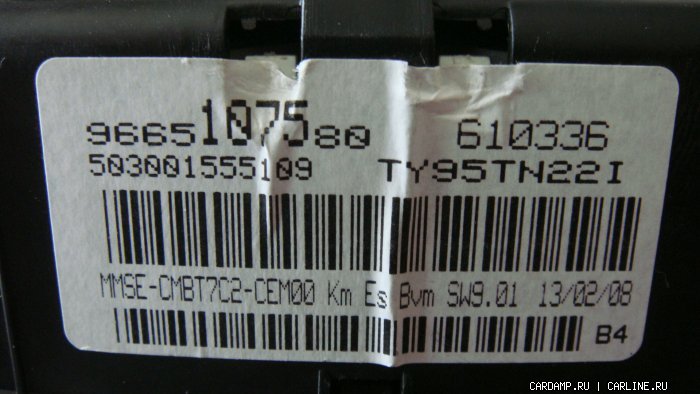 9665107580 610336
503001555109 TY95TN22I
MMSE-CMBT7C2-CEM00 Km Es Bvm SW9.01 13/02/08
B4
CARDAMP.RU | CARLINE.RU